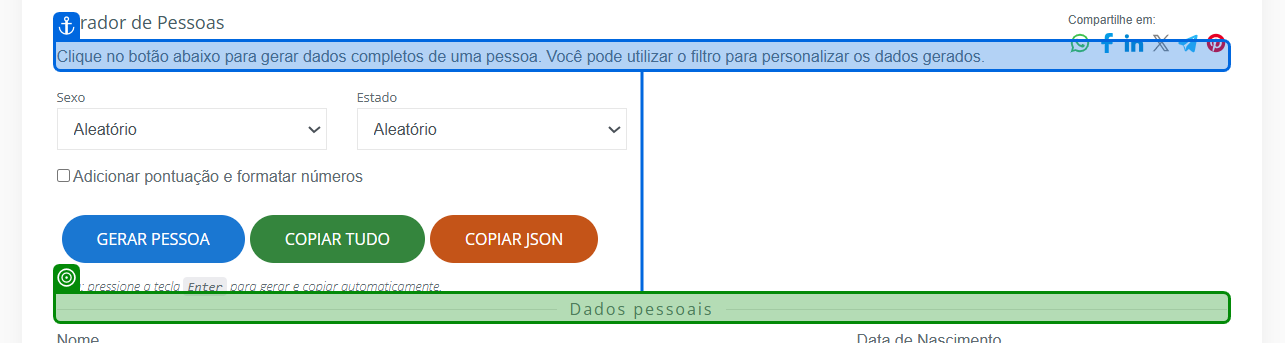 rador de Pessoas
Compartilhe em:
Clique no botão abaixo para gerar dados completos de uma pessoa. Você pode utilizar o filtro para personalizar os dados gerados.
Sexo
Estado
Aleatório
Aleatório
Adicionar pontuação e formatar números
GERAR PESSOA
COPIAR TUDO
COPIAR JSON
: pressione a tecla Enter para gerar e copiar automaticamente.
Dados pessoais
Nome
Data de Nascimento